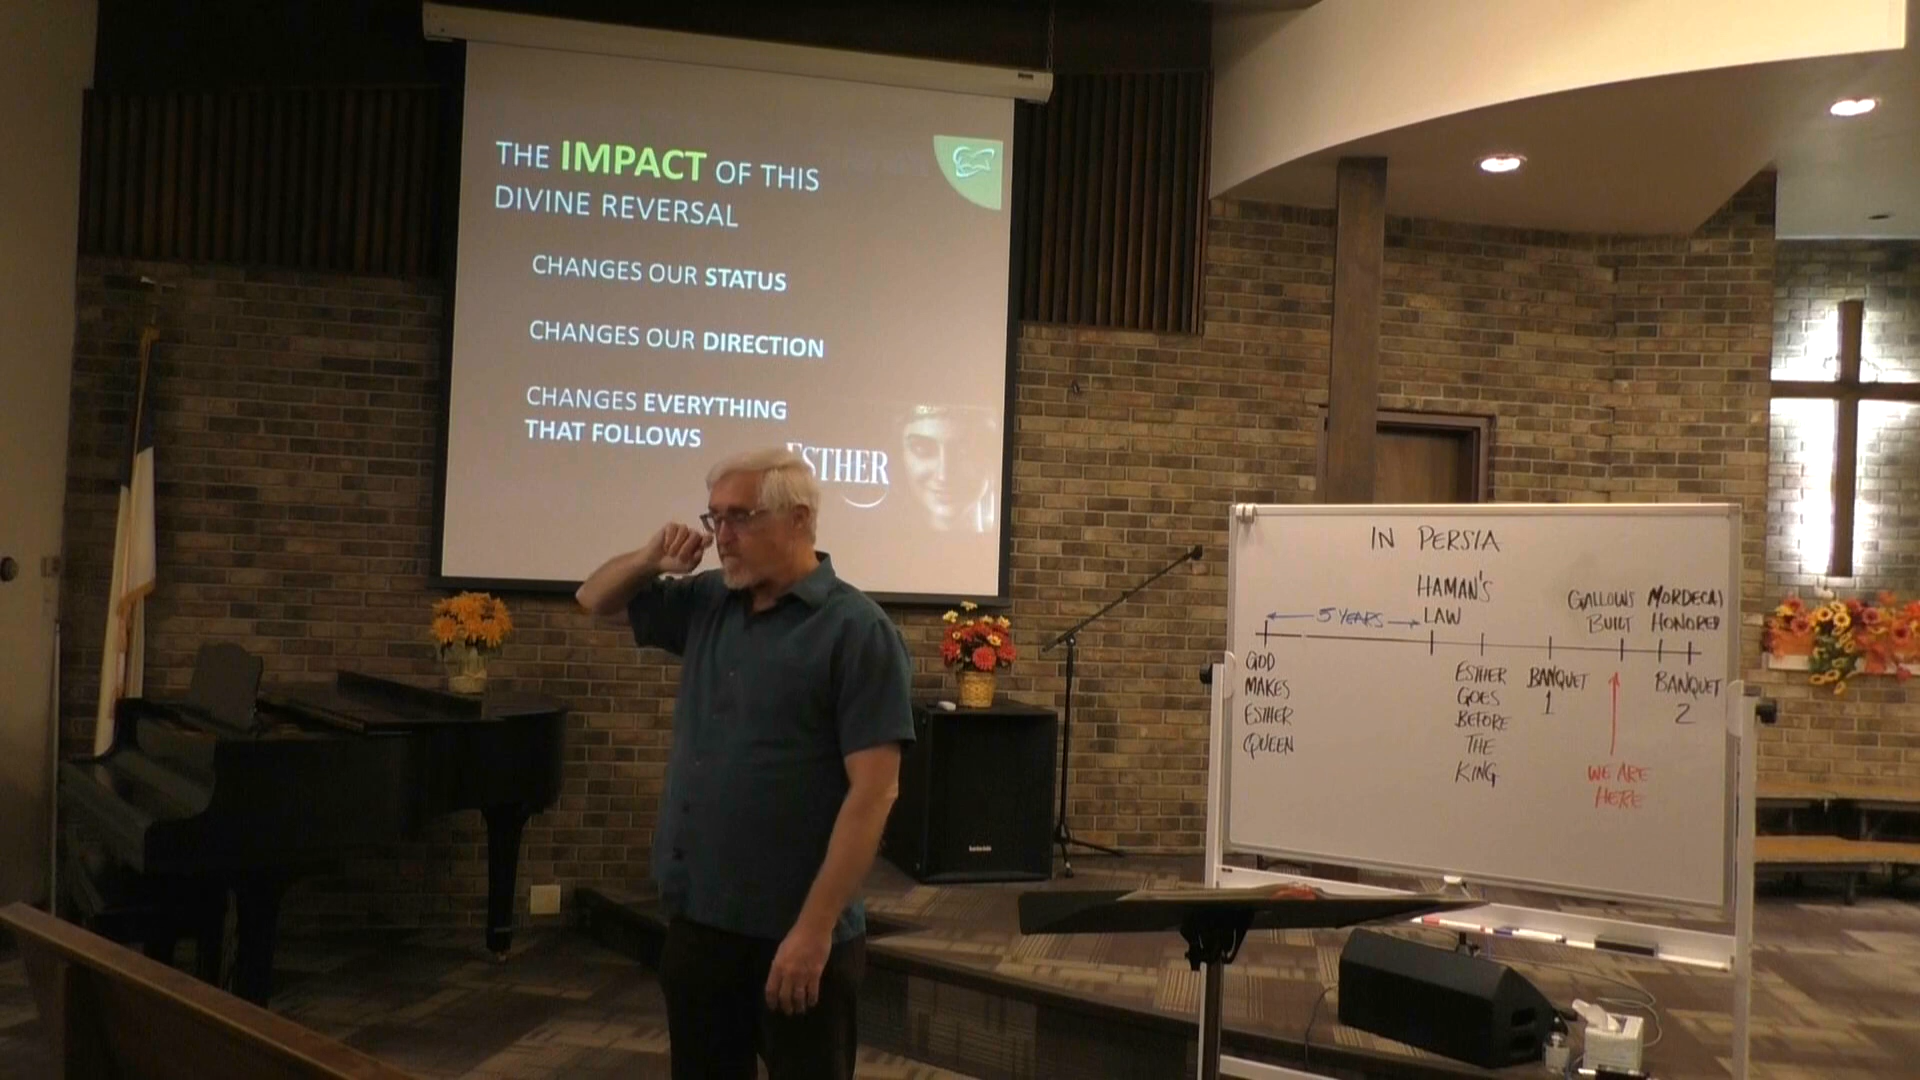 THE IMPACT OF THIS
DIVINE REVERSAL
CHANGES OUR STATUS
CHANGES OUR DIRECTION
CHANGES EVERYTHING
THAT FOLLOWS
ESTHER
IN PERSIA
HAMAN'S
LAW
5 YEARS
GALLOWS
BUILT
MORDECAI
HONORED
GOD
MAKES
ESTHER
QUEEN
ESTHER
GOES
BEFORE
THE
KING
BANQUET
1
WE ARE
HERE
BANQUET
2